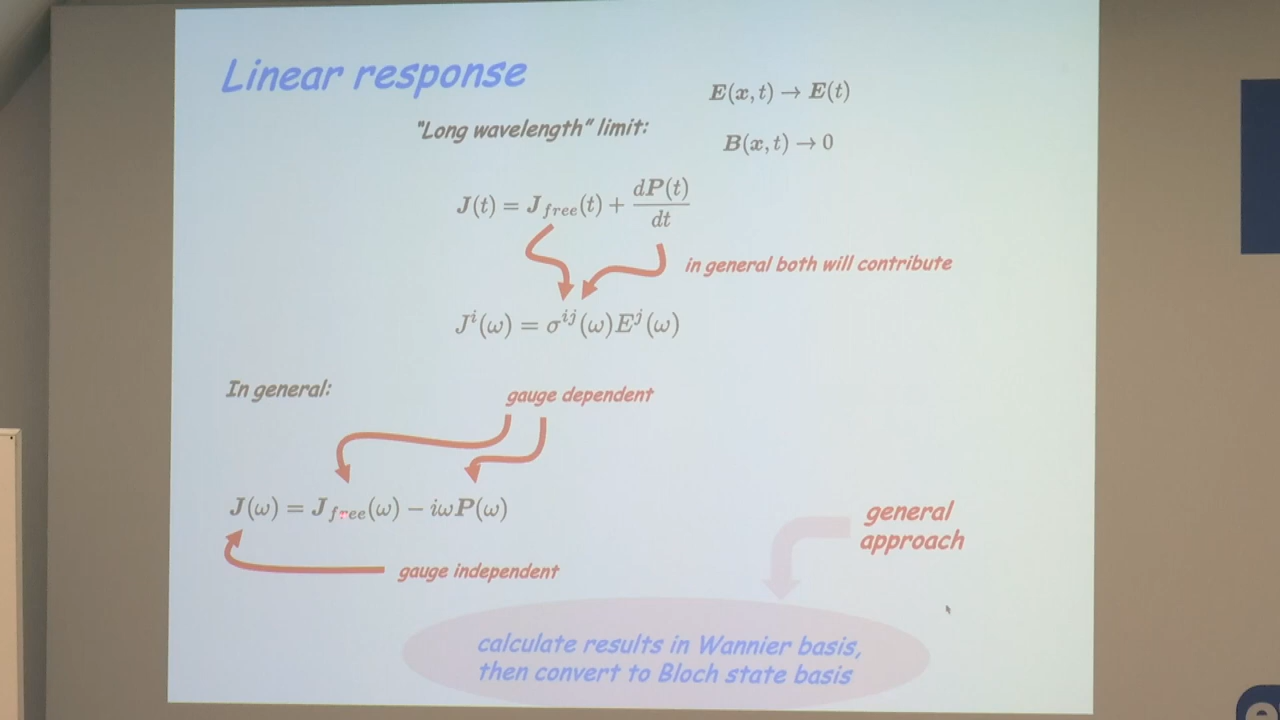 Linear response
E(x,t) → E(t)
"Long wavelength" limit:
B(x,t) → 0
J(t) = J_free(t) + dP(t)/dt
in general both will contribute
J^i(ω) = σ^ij(ω)E^j(ω)
In general:
gauge dependent
J(ω) = J_free(ω) − iωP(ω)
general
approach
gauge independent
calculate results in Wannier basis,
then convert to Bloch state basis
e